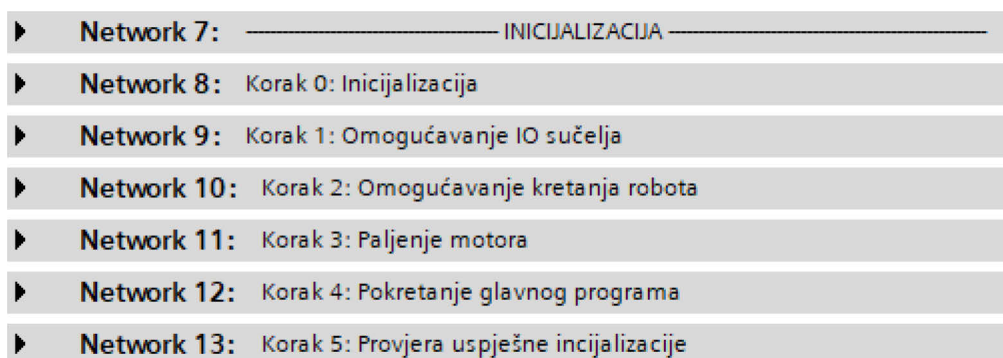 Network 7: ---------- INICIJALIZACIJA ----------
Network 8: Korak 0: Inicijalizacija
Network 9: Korak 1: Omogućavanje IO sučelja
Network 10: Korak 2: Omogućavanje kretanja robota
Network 11: Korak 3: Paljenje motora
Network 12: Korak 4: Pokretanje glavnog programa
Network 13: Korak 5: Provjera uspješne incijalizacije